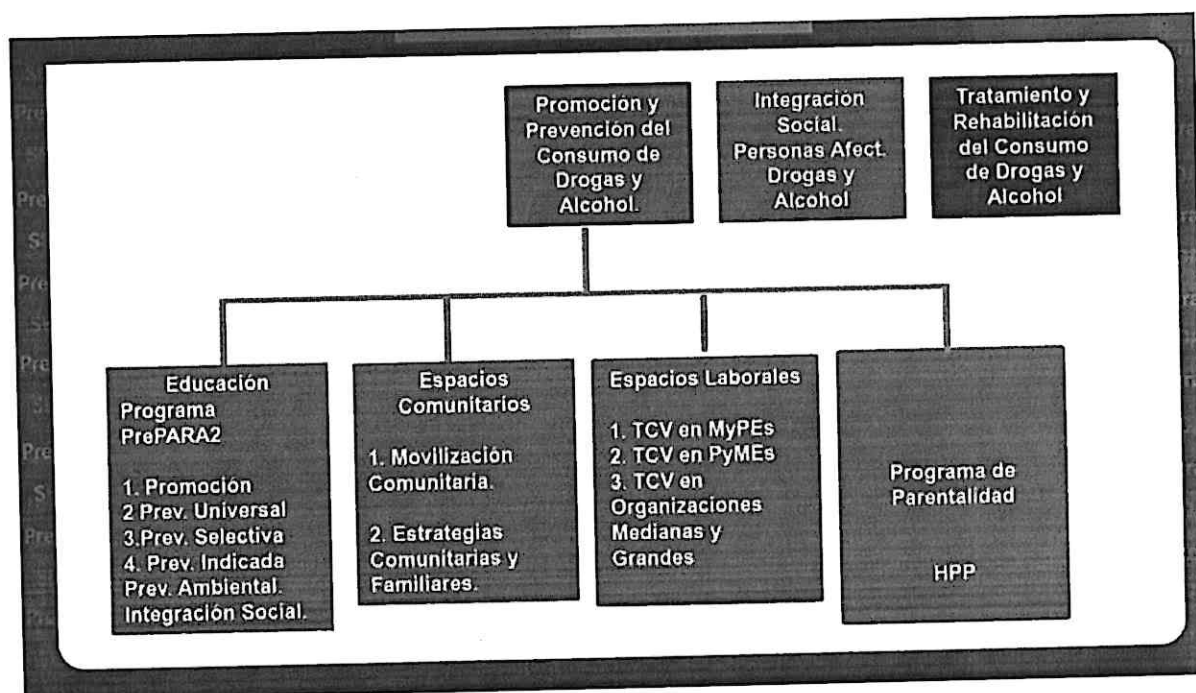 Promoción y
Prevención del
Consumo de
Drogas y
Alcohol.
Integración
Social.
Personas Afect.
Drogas y
Alcohol
Tratamiento y
Rehabilitación
del Consumo
de Drogas y
Alcohol
Educación
Programa
PrePARA2
1. Promoción
2 Prev. Universal
3.Prev. Selectiva
4. Prev. Indicada
Prev. Ambiental.
Integración Social.
Espacios
Comunitarios
1. Movilización
Comunitaria.
2. Estrategias
Comunitarias y
Familiares.
Espacios Laborales
1. TCV en MyPEs
2. TCV en PyMEs
3. TCV en
Organizaciones
Medianas y
Grandes
Programa de
Parentalidad
HPP